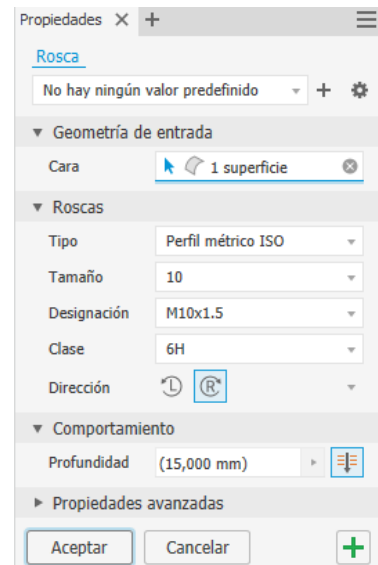 Propiedades × +
Rosca
No hay ningún valor predefinido
Geometría de entrada
Cara 1 superficie
Roscas
Tipo Perfil métrico ISO
Tamaño 10
Designación M10x1.5
Clase 6H
Dirección L R
Comportamiento
Profundidad (15,000 mm)
Propiedades avanzadas
Aceptar Cancelar